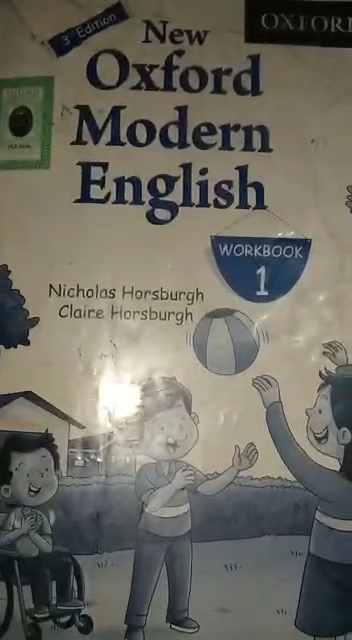 3rd Edition
OXFORD
New
Oxford
Modern
English
WORKBOOK
1
Nicholas Horsburgh
Claire Horsburgh